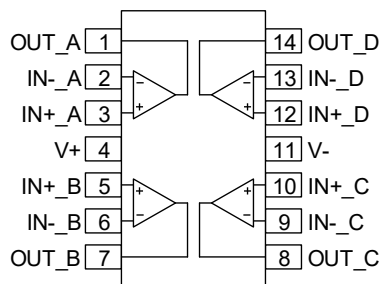 OUT_A 1 14 OUT_D
IN-_A 2 - - 13 IN-_D
IN+_A 3 + + 12 IN+_D
V+ 4 11 V-
IN+_B 5 + + 10 IN+_C
IN-_B 6 - - 9 IN-_C
OUT_B 7 8 OUT_C